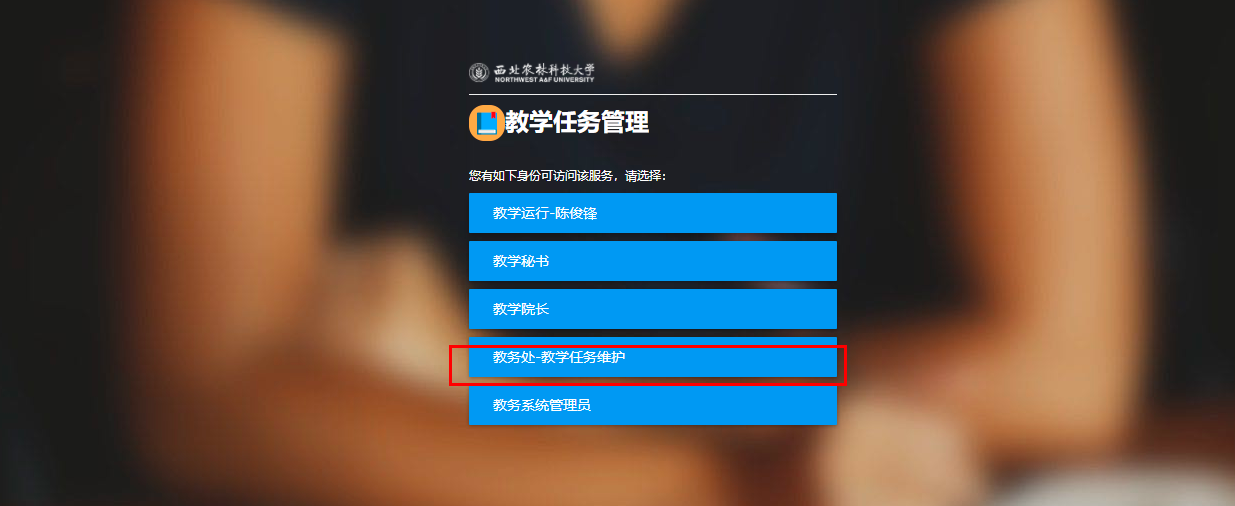 西北农林科技大学
NORTHWEST A&F UNIVERSITY
教学任务管理
您有如下身份可访问该服务，请选择：
教学运行-陈俊锋
教学秘书
教学院长
教务处-教学任务维护
教务系统管理员